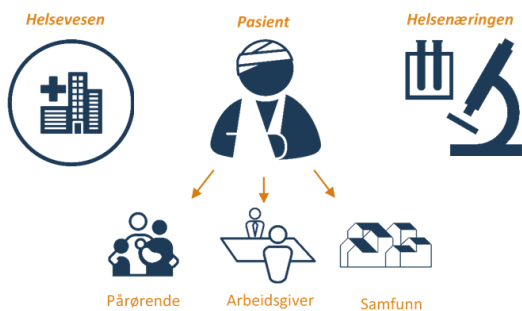 Helsevesen
Pasient
Helsenæringen
Pårørende
Arbeidsgiver
Samfunn